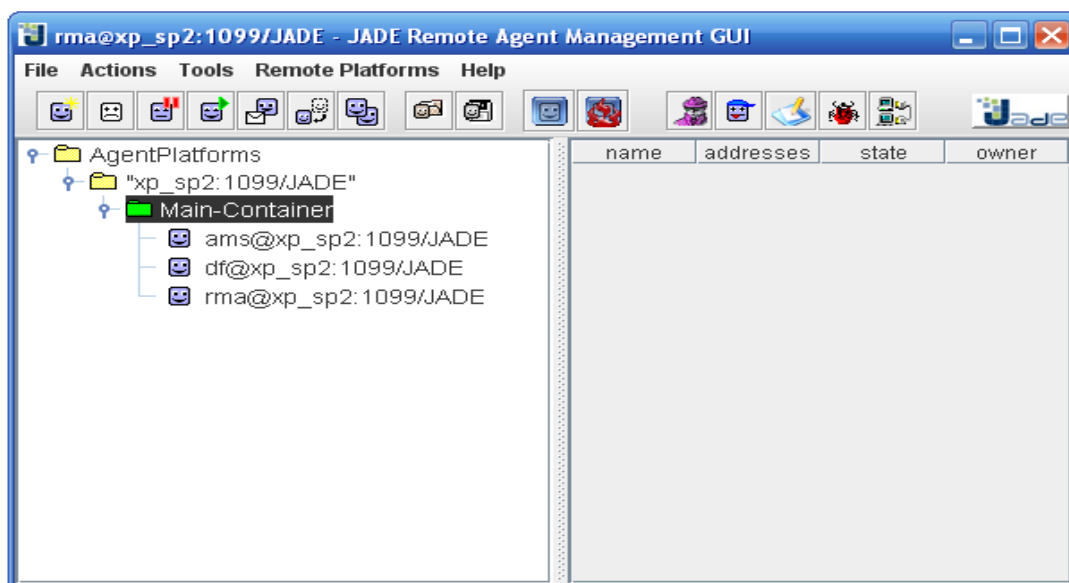 rma@xp_sp2:1099/JADE - JADE Remote Agent Management GUI
File Actions Tools Remote Platforms Help
Jade
AgentPlatforms
"xp_sp2:1099/JADE"
Main-Container
ams@xp_sp2:1099/JADE
df@xp_sp2:1099/JADE
rma@xp_sp2:1099/JADE
name addresses state owner